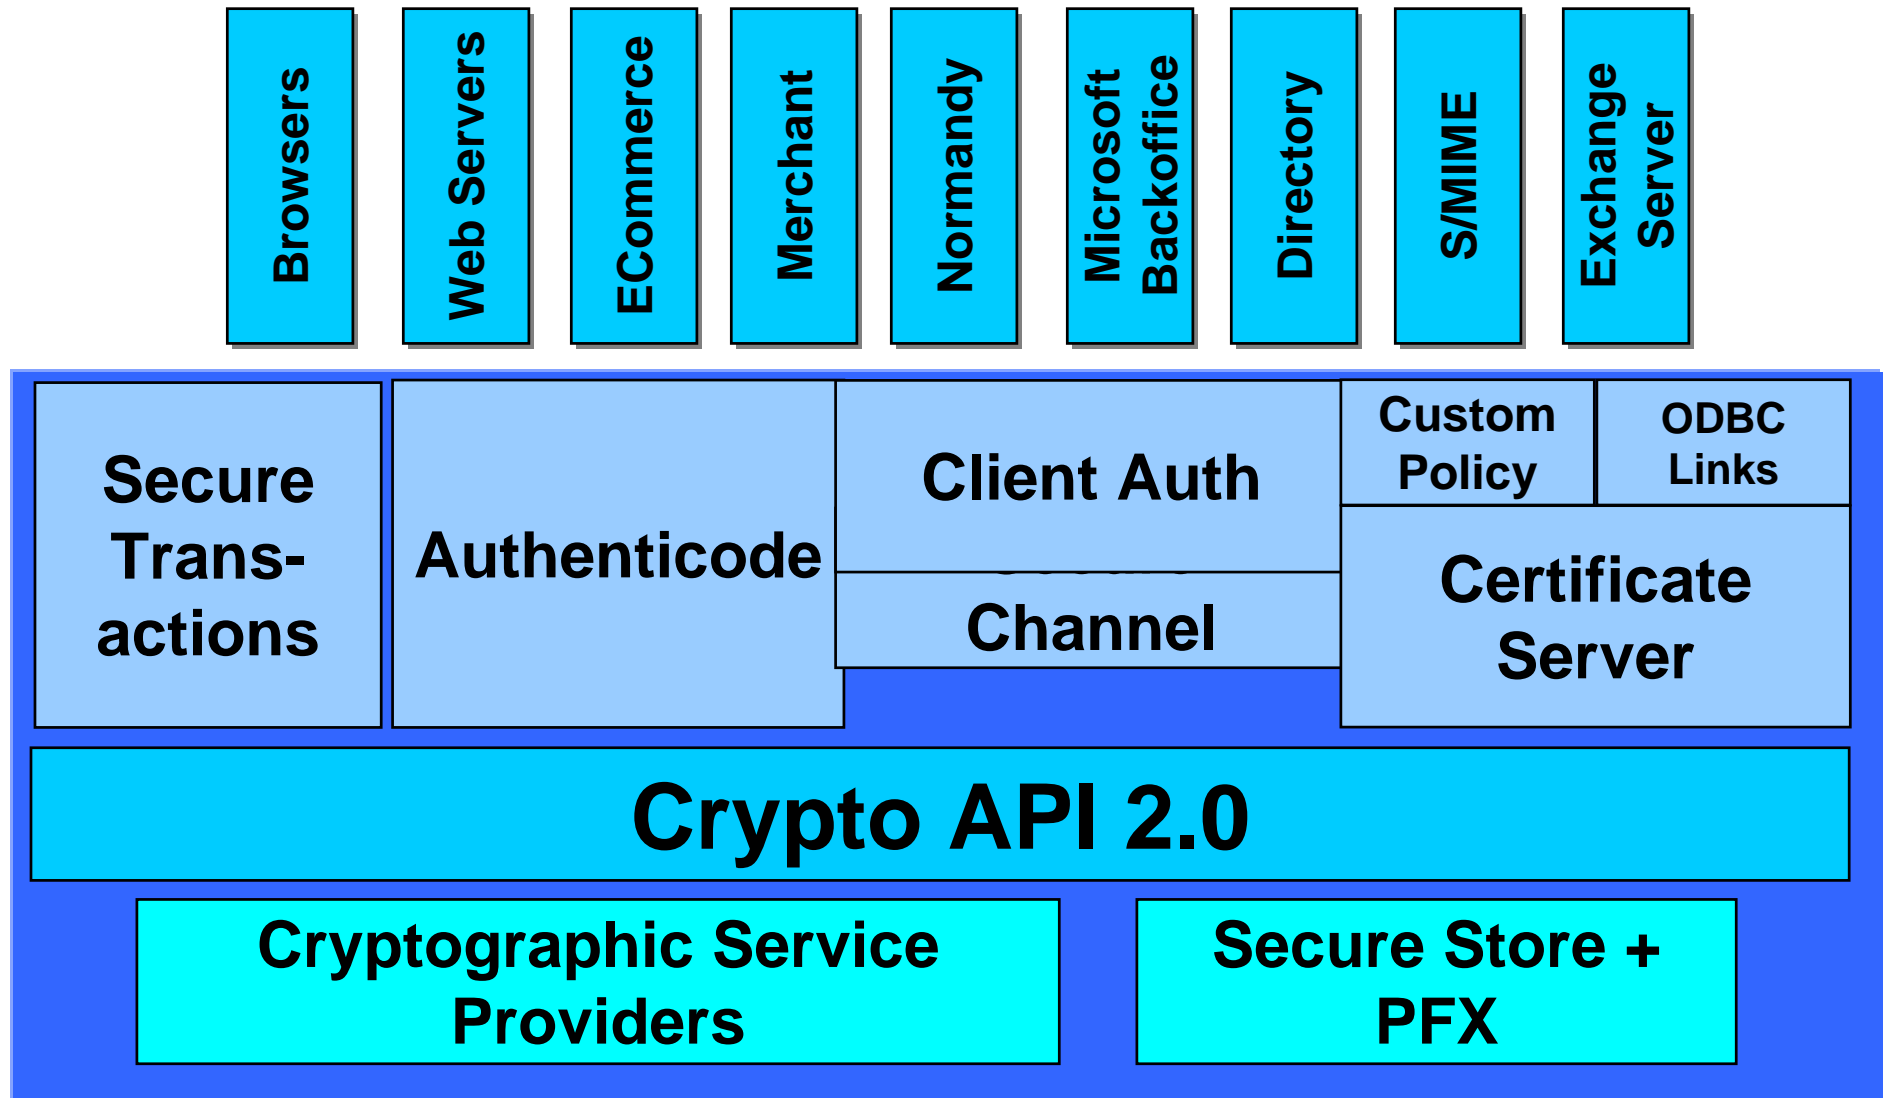 Browsers
Web Servers
ECommerce
Merchant
Normandy
Microsoft
Backoffice
Directory
S/MIME
Exchange
Server
Secure
Trans-
actions
Authenticode
Client Auth
Channel
Custom
Policy
ODBC
Links
Certificate
Server
Crypto API 2.0
Cryptographic Service
Providers
Secure Store +
PFX